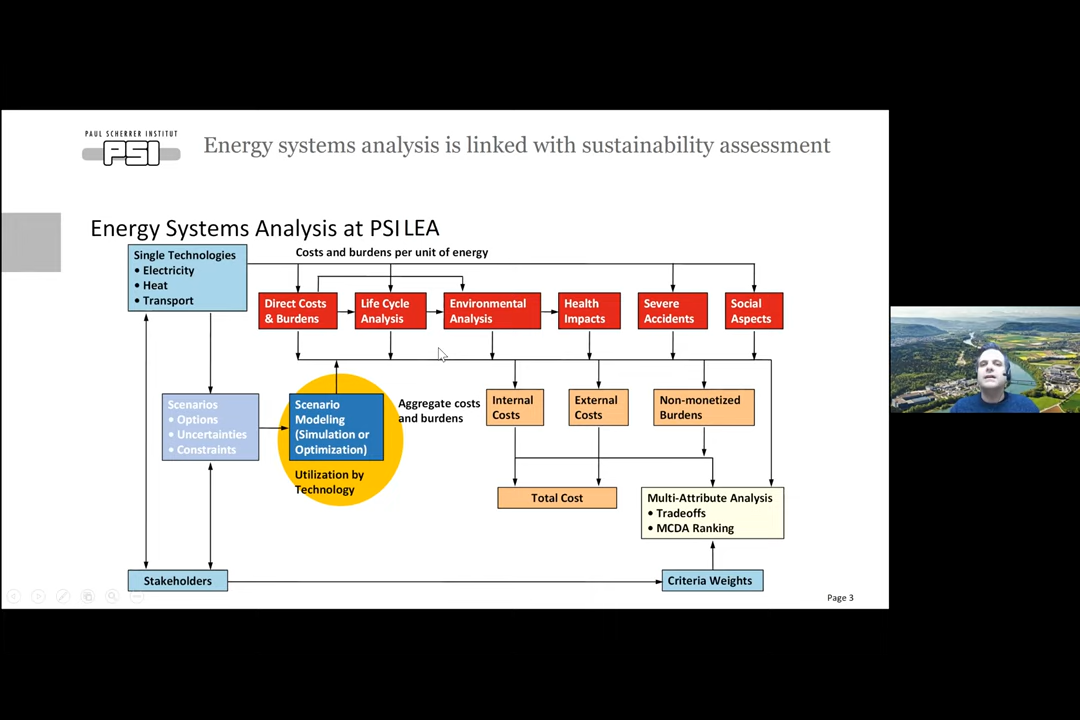 PAUL SCHERRER INSTITUT
PSI
Energy systems analysis is linked with sustainability assessment
Energy Systems Analysis at PSI LEA
Single Technologies
• Electricity
• Heat
• Transport
Costs and burdens per unit of energy
Direct Costs
& Burdens
Life Cycle
Analysis
Environmental
Analysis
Health
Impacts
Severe
Accidents
Social
Aspects
Scenarios
• Options
• Uncertainties
• Constraints
Scenario
Modeling
(Simulation or
Optimization)
Utilization by
Technology
Aggregate costs
and burdens
Internal
Costs
External
Costs
Non-monetized
Burdens
Total Cost
Multi-Attribute Analysis
• Tradeoffs
• MCDA Ranking
Stakeholders
Criteria Weights
Page 3